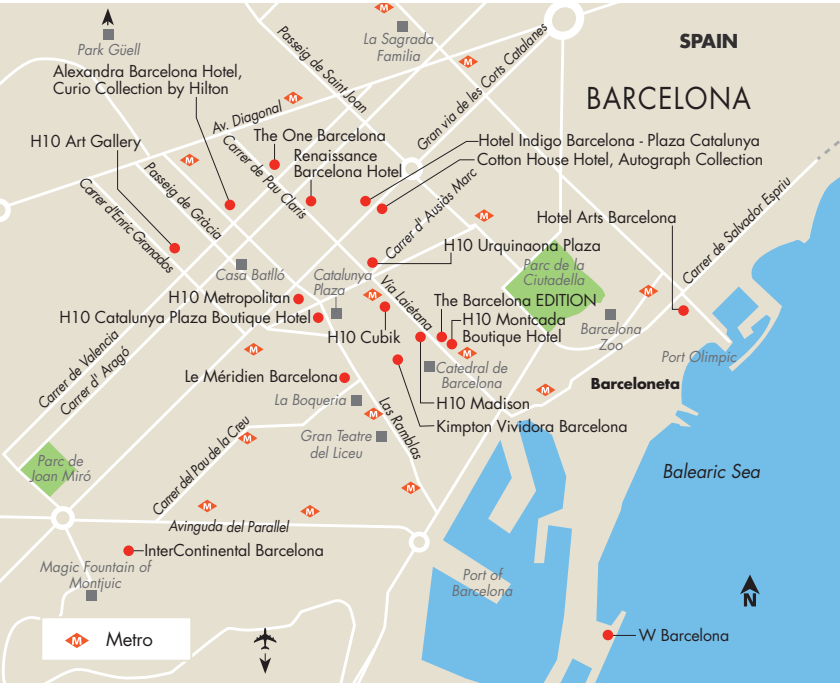 SPAIN
BARCELONA
Park Güell
La Sagrada
Familia
Passeig de Saint Joan
Gran via de les Corts Catalanes
Alexandra Barcelona Hotel,
Curio Collection by Hilton
Av. Diagonal
H10 Art Gallery
The One Barcelona
Renaissance
Barcelona Hotel
Hotel Indigo Barcelona - Plaza Catalunya
Cotton House Hotel, Autograph Collection
Carrer de Pau Claris
Passeig de Gràcia
Carrer d'Enric Granados
Carrer d' Ausiàs Marc
Carrer de Salvador Espriu
Hotel Arts Barcelona
H10 Urquinaona Plaza
Casa Batlló
Catalunya
Plaza
Parc de la
Ciutadella
Via Laietana
H10 Metropolitan
H10 Catalunya Plaza Boutique Hotel
H10 Cubik
The Barcelona EDITION
H10 Montcada
Boutique Hotel
Barcelona
Zoo
Port Olimpic
Carrer de Valencia
Carrer d' Aragó
Le Méridien Barcelona
Catedral de
Barcelona
Barceloneta
La Boqueria
H10 Madison
Kimpton Vividora Barcelona
Las Ramblas
Gran Teatre
del Liceu
Carrer del Pau de la Creu
Parc de
Joan Miró
Balearic Sea
Avinguda del Parallel
InterContinental Barcelona
Magic Fountain of
Montjuic
Port of
Barcelona
N
M Metro
W Barcelona